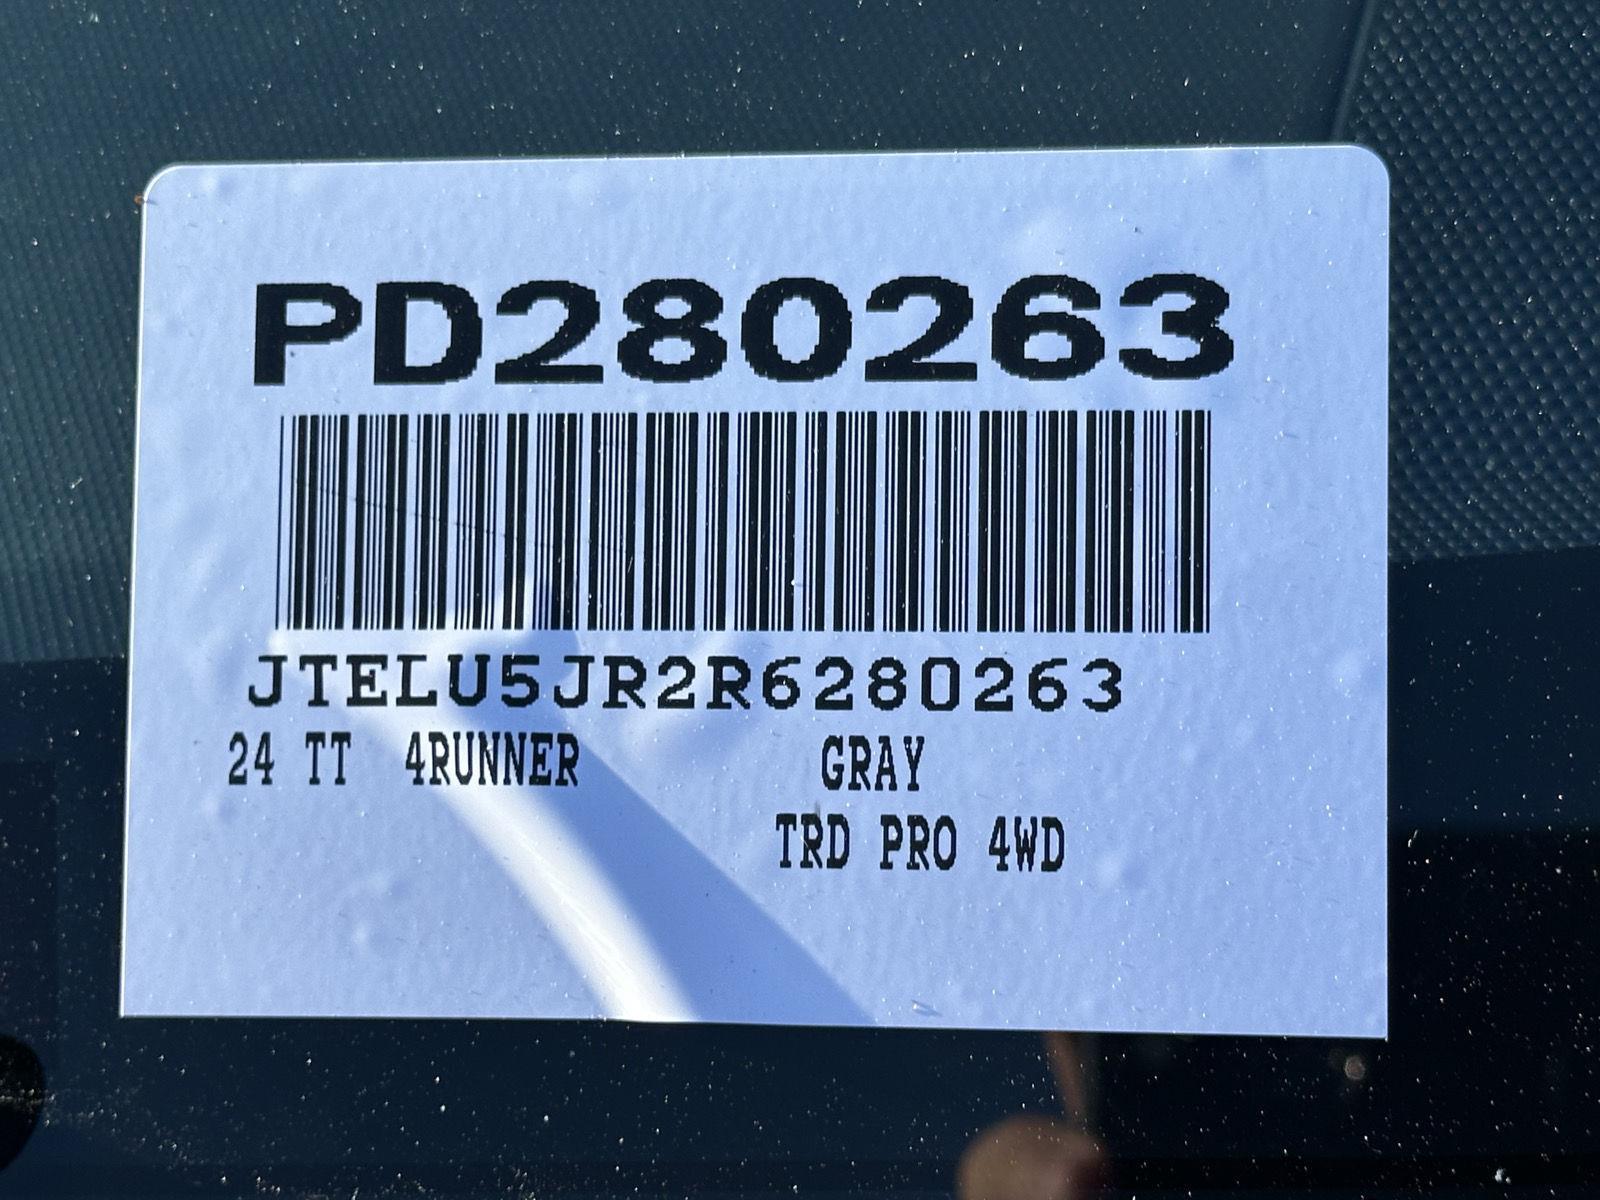 PD280263
JTELU5JR2R6280263
24 TT 4RUNNER GRAY
TRD PRO 4WD